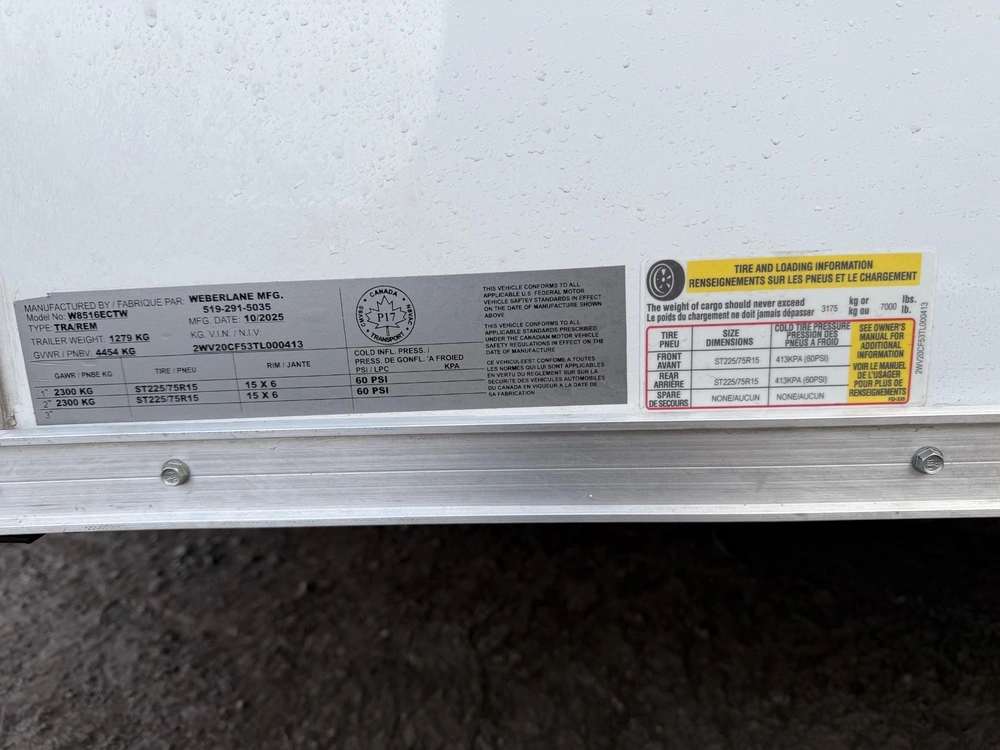 MANUFACTURED BY / FABRIQUE PAR: WEBERLANE MFG.
Model No: W8516ECTW 519-291-5035
TYPE: TRA/REM MFG. DATE: 10/2025
TRAILER WEIGHT: 1279 KG KG. V.I.N / N.I.V:
GVWR / PNBV: 4454 KG 2WV20CF53TL000413
GAWR / PNBE KG TIRE / PNEU RIM / JANTE COLD INFL. PRESS. /
PRESS. DE GONFL. 'A FROIED
PSI / LPC KPA
1" 2300 KG ST225/75R15 15 X 6 60 PSI
2" 2300 KG ST225/75R15 15 X 6 60 PSI
3"
CANADA
P17
TRANSPORT
THIS VEHICLE CONFORMS TO ALL
APPLICABLE U.S. FEDERAL MOTOR
VEHICLE SAFTEY STANDARDS IN EFFECT
ON THE DATE OF MANUFACTURE SHOWN
ABOVE
THIS VEHICLE CONFORMS TO ALL
APPLICABLE STANDARDS PRESCRIBED
UNDER THE CANADIAN MOTOR VEHICLE
SAFETY REGULATIONS IN EFFECT ON THE
DATE OF MANUFACTURE
CE VEHICULEEST CONFORME A TOUTES
LES NORMES QUI LUI SONT APPLICABLES
EN VERTU DU REGLEMENT SUR SUR LA
SECURITE DES VEHICULES AUTOMOBILES
DU CANADA EN VIGUEUR A LA DATE DE
SA FABRICATION
TIRE AND LOADING INFORMATION
RENSEIGNEMENTS SUR LES PNEUS ET LE CHARGEMENT
The weight of cargo should never exceed 3175 kg or 7000 lbs.
Le poids du chargement ne doit jamais dépasser kg ou lb.
TIRE SIZE COLD TIRE PRESSURE
PNEU DIMENSIONS PRESSION DES
PNEUS À FROID
FRONT
AVANT ST225/75R15 413KPA (60PSI)
REAR
ARRIÈRE ST225/75R15 413KPA (60PSI)
SPARE
DE SECOURS NONE/AUCUN NONE/AUCUN
SEE OWNER'S
MANUAL FOR
ADDITIONAL
INFORMATION
VOIR LE MANUEL
DE L'USAGER
POUR PLUS DE
RENSEIGNEMENTS
2WV20CF53TL000413